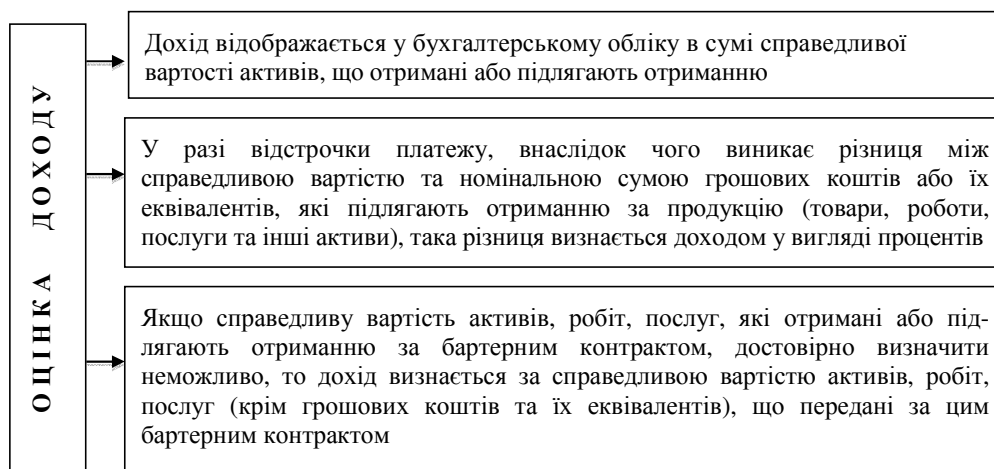 ОЦІНКА ДОХОДУ
Дохід відображається у бухгалтерському обліку в сумі справедливої
вартості активів, що отримані або підлягають отриманню
У разі відстрочки платежу, внаслідок чого виникає різниця між
справедливою вартістю та номінальною сумою грошових коштів або їх
еквівалентів, які підлягають отриманню за продукцію (товари, роботи,
послуги та інші активи), така різниця визнається доходом у вигляді процентів
Якщо справедливу вартість активів, робіт, послуг, які отримані або під-
лягають отриманню за бартерним контрактом, достовірно визначити
неможливо, то дохід визнається за справедливою вартістю активів, робіт,
послуг (крім грошових коштів та їх еквівалентів), що передані за цим
бартерним контрактом